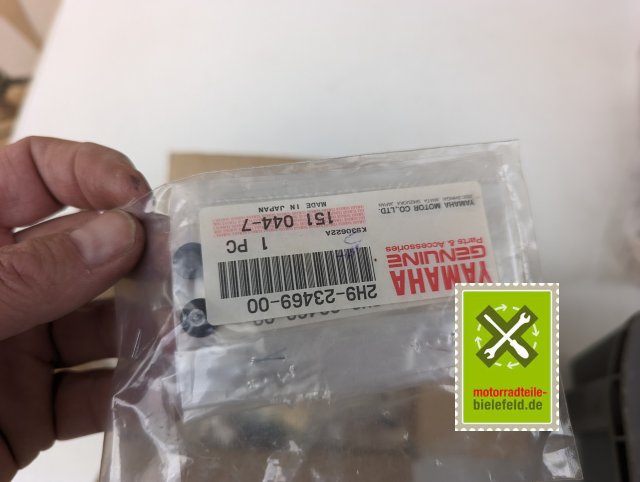 YAMAHA
GENUINE
Parts & Accessories
YAMAHA MOTOR CO., LTD.
2H9-23469-00
1 PC
K930622A
151 044-7
MADE IN JAPAN
motorradteile-
bielefeld.de